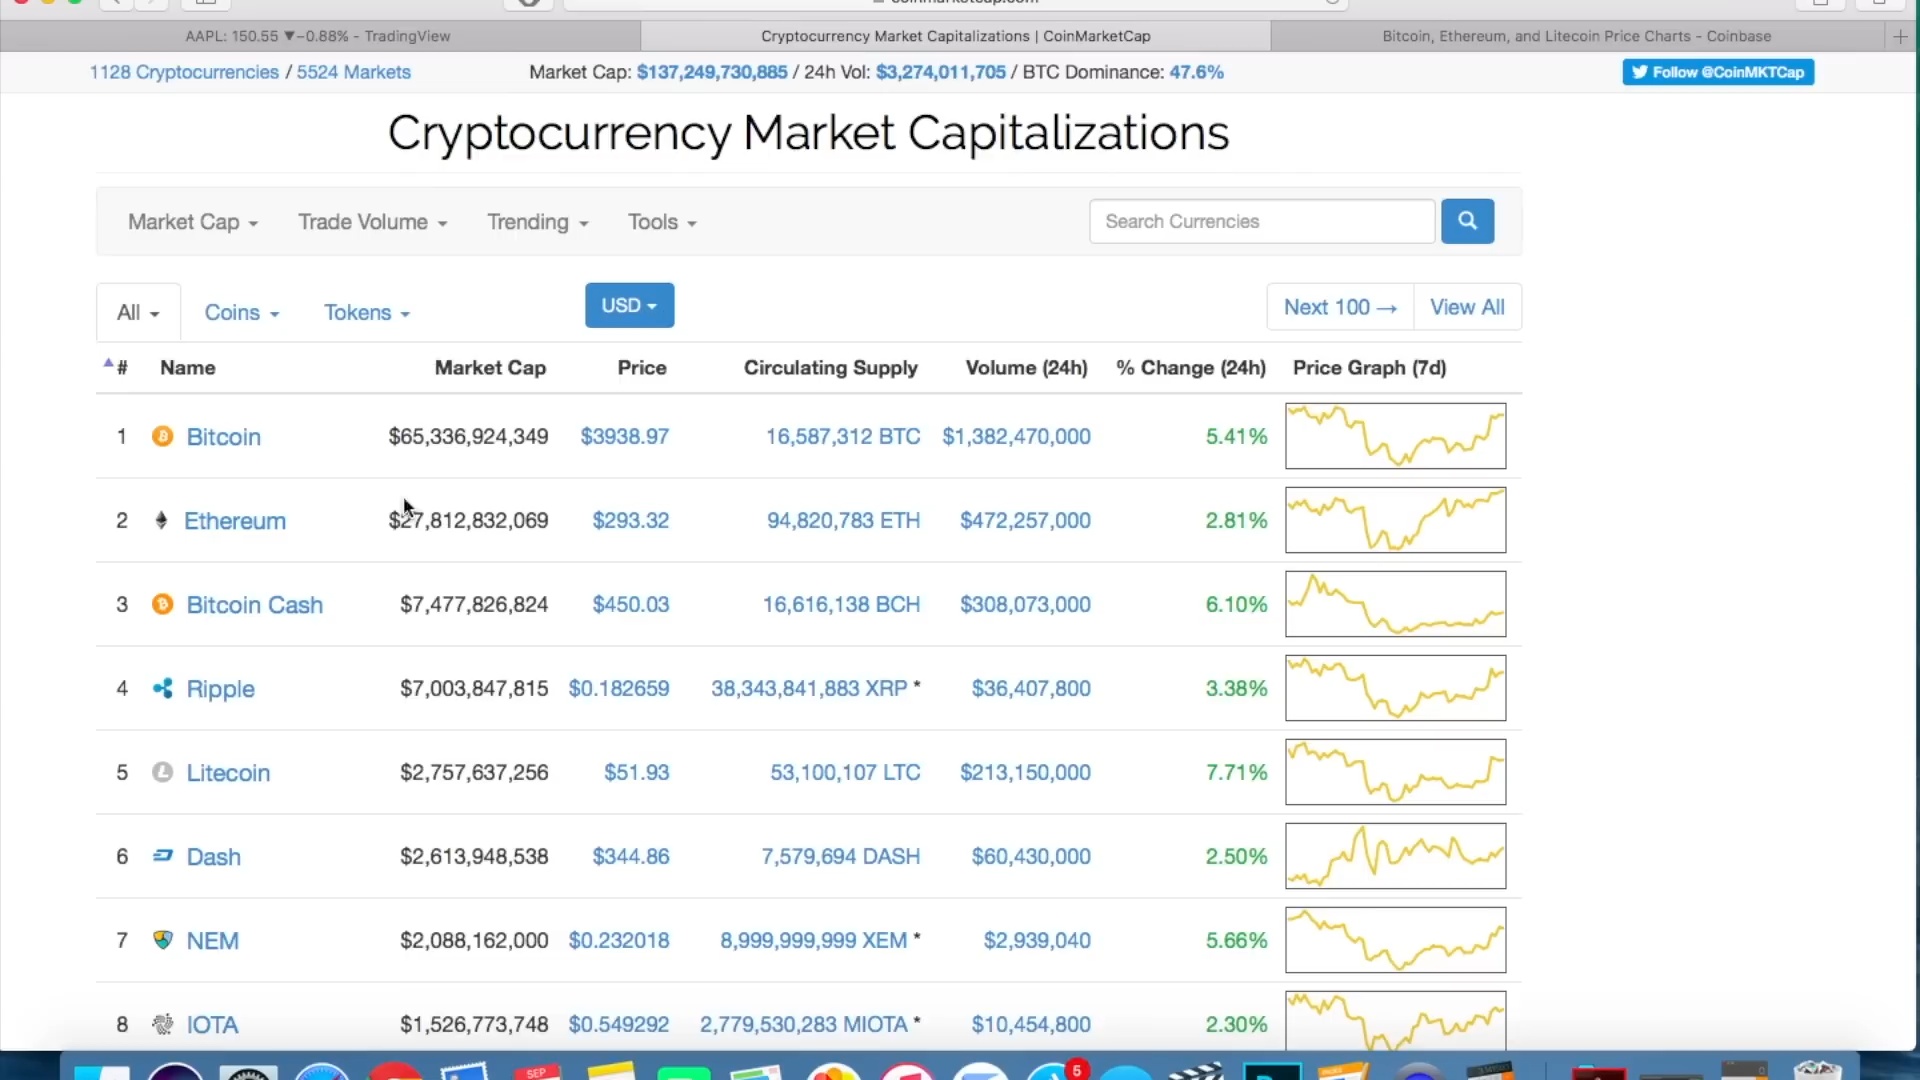 AAPL: 150.55 ▼−0.88% - TradingView
Cryptocurrency Market Capitalizations | CoinMarketCap
Bitcoin, Ethereum, and Litecoin Price Charts - Coinbase
1128 Cryptocurrencies / 5524 Markets
Market Cap: $137,249,730,885 / 24h Vol: $3,274,011,705 / BTC Dominance: 47.6%
Follow @CoinMKTCap
Cryptocurrency Market Capitalizations
Market Cap Trade Volume Trending Tools
Search Currencies
All Coins Tokens USD Next 100 → View All
# Name Market Cap Price Circulating Supply Volume (24h) % Change (24h) Price Graph (7d)
1 Bitcoin $65,336,924,349 $3938.97 16,587,312 BTC $1,382,470,000 5.41%
2 Ethereum $27,812,832,069 $293.32 94,820,783 ETH $472,257,000 2.81%
3 Bitcoin Cash $7,477,826,824 $450.03 16,616,138 BCH $308,073,000 6.10%
4 Ripple $7,003,847,815 $0.182659 38,343,841,883 XRP * $36,407,800 3.38%
5 Litecoin $2,757,637,256 $51.93 53,100,107 LTC $213,150,000 7.71%
6 Dash $2,613,948,538 $344.86 7,579,694 DASH $60,430,000 2.50%
7 NEM $2,088,162,000 $0.232018 8,999,999,999 XEM * $2,939,040 5.66%
8 IOTA $1,526,773,748 $0.549292 2,779,530,283 MIOTA * $10,454,800 2.30%
SEP
5